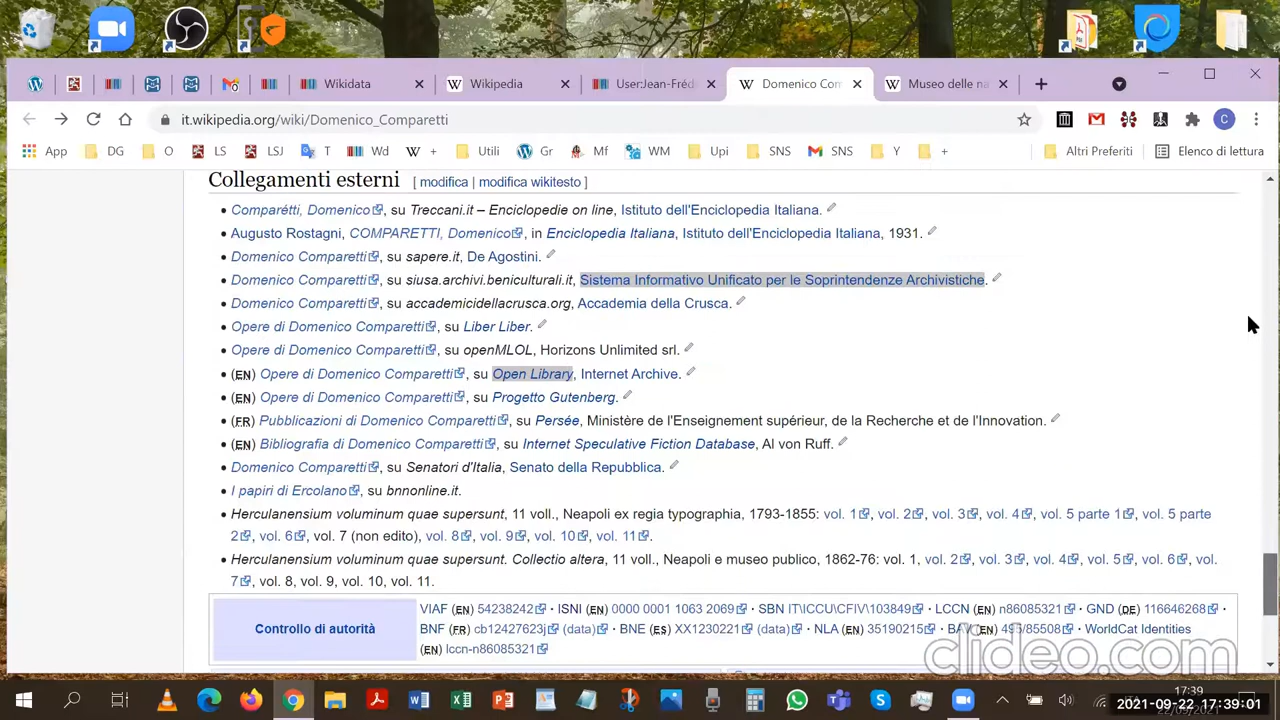 Wikidata
Wikipedia
User:Jean-Fréd
Domenico Com
Museo delle na
it.wikipedia.org/wiki/Domenico_Comparetti
C
App DG O LS LSJ T Wd + Utili Gr Mf WM Upi SNS SNS Y + Altri Preferiti Elenco di lettura
Collegamenti esterni [ modifica | modifica wikitesto ]
• Comparétti, Domenico, su Treccani.it – Enciclopedie on line, Istituto dell'Enciclopedia Italiana.
• Augusto Rostagni, COMPARETTI, Domenico, in Enciclopedia Italiana, Istituto dell'Enciclopedia Italiana, 1931.
• Domenico Comparetti, su sapere.it, De Agostini.
• Domenico Comparetti, su siusa.archivi.beniculturali.it, Sistema Informativo Unificato per le Soprintendenze Archivistiche.
• Domenico Comparetti, su accademicidellacrusca.org, Accademia della Crusca.
• Opere di Domenico Comparetti, su Liber Liber.
• Opere di Domenico Comparetti, su openMLOL, Horizons Unlimited srl.
• (EN) Opere di Domenico Comparetti, su Open Library, Internet Archive.
• (EN) Opere di Domenico Comparetti, su Progetto Gutenberg.
• (FR) Pubblicazioni di Domenico Comparetti, su Persée, Ministère de l'Enseignement supérieur, de la Recherche et de l'Innovation.
• (EN) Bibliografia di Domenico Comparetti, su Internet Speculative Fiction Database, Al von Ruff.
• Domenico Comparetti, su Senatori d'Italia, Senato della Repubblica.
• I papiri di Ercolano, su bnnonline.it.
• Herculanensium voluminum quae supersunt, 11 voll., Neapoli ex regia typographia, 1793-1855: vol. 1, vol. 2, vol. 3, vol. 4, vol. 5 parte 1, vol. 5 parte
2, vol. 6, vol. 7 (non edito), vol. 8, vol. 9, vol. 10, vol. 11.
• Herculanensium voluminum quae supersunt. Collectio altera, 11 voll., Neapoli e museo publico, 1862-76: vol. 1, vol. 2, vol. 3, vol. 4, vol. 5, vol. 6, vol.
7, vol. 8, vol. 9, vol. 10, vol. 11.
Controllo di autorità
VIAF (EN) 54238242 · ISNI (EN) 0000 0001 1063 2069 · SBN IT\ICCU\CFIV\103849 · LCCN (EN) n86085321 · GND (DE) 116646268 ·
BNF (FR) cb12427623j (data) · BNE (ES) XX1230221 (data) · NLA (EN) 35190215 · (EN) 85508 · WorldCat Identities
(EN) lccn-n86085321
clideo.com
17:39
2021-09-22 17:39:01